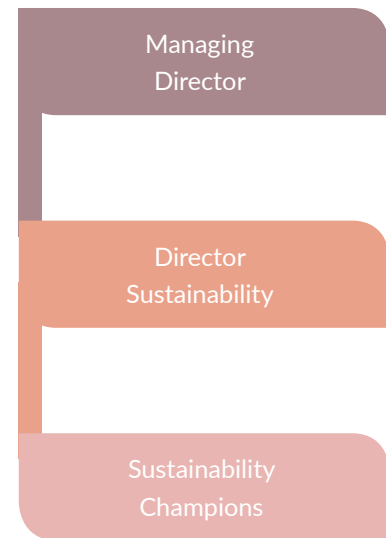 Managing
Director
Director
Sustainability
Sustainability
Champions